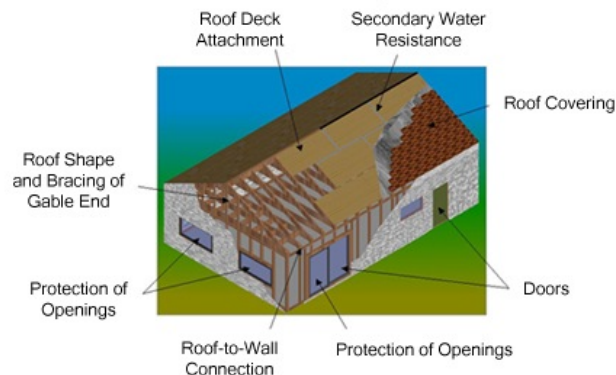 Roof Deck
Attachment
Secondary Water
Resistance
Roof Covering
Roof Shape
and Bracing of
Gable End
Protection of
Openings
Doors
Roof-to-Wall
Connection
Protection of Openings